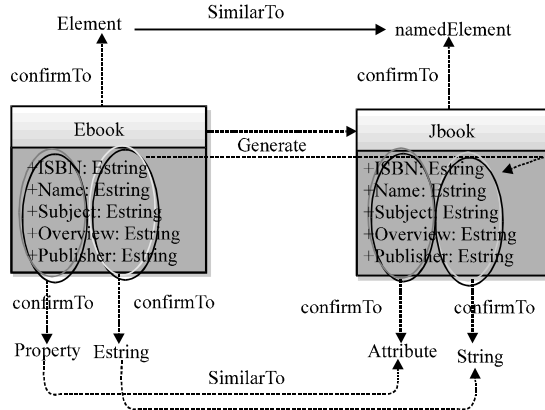 Element
SimilarTo
namedElement
confirmTo
confirmTo
Ebook
Jbook
Generate
+ISBN: Estring
+Name: Estring
+Subject: Estring
+Overview: Estring
+Publisher: Estring
+ISBN: Estring
+Name: Estring
+Subject: Estring
+Overview: Estring
+Publisher: Estring
confirmTo
confirmTo
confirmTo
confirmTo
Property
Estring
Attribute
String
SimilarTo